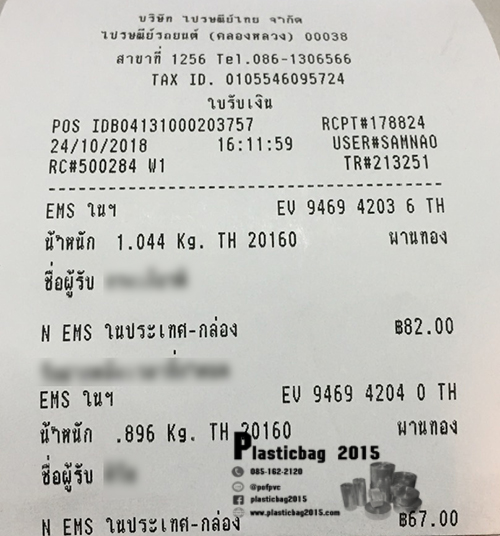 บริษัท ไปรษณีย์ไทย จำกัด
ไปรษณีย์รถยนต์ (คลองหลวง) 00038
สาขาที่ 1256 Tel.086-1306566
TAX ID. 0105546095724
ใบรับเงิน
POS IDB04131000203757 RCPT#178824
24/10/2018 16:11:59 USER#SAMNAO
RC#500284 W1 TR#213251
EMS ในฯ EV 9469 4203 6 TH
น้ำหนัก 1.044 Kg. TH 20160 พานทอง
ชื่อผู้รับ
N EMS ในประเทศ-กล่อง ฿82.00
EMS ในฯ EV 9469 4204 0 TH
น้ำหนัก .896 Kg. TH 20160 พานทอง
ชื่อผู้รับ
N EMS ในประเทศ-กล่อง ฿67.00
Plasticbag 2015
085-162-2120
@pefpvc
plasticbag2015
www.plasticbag2015.com